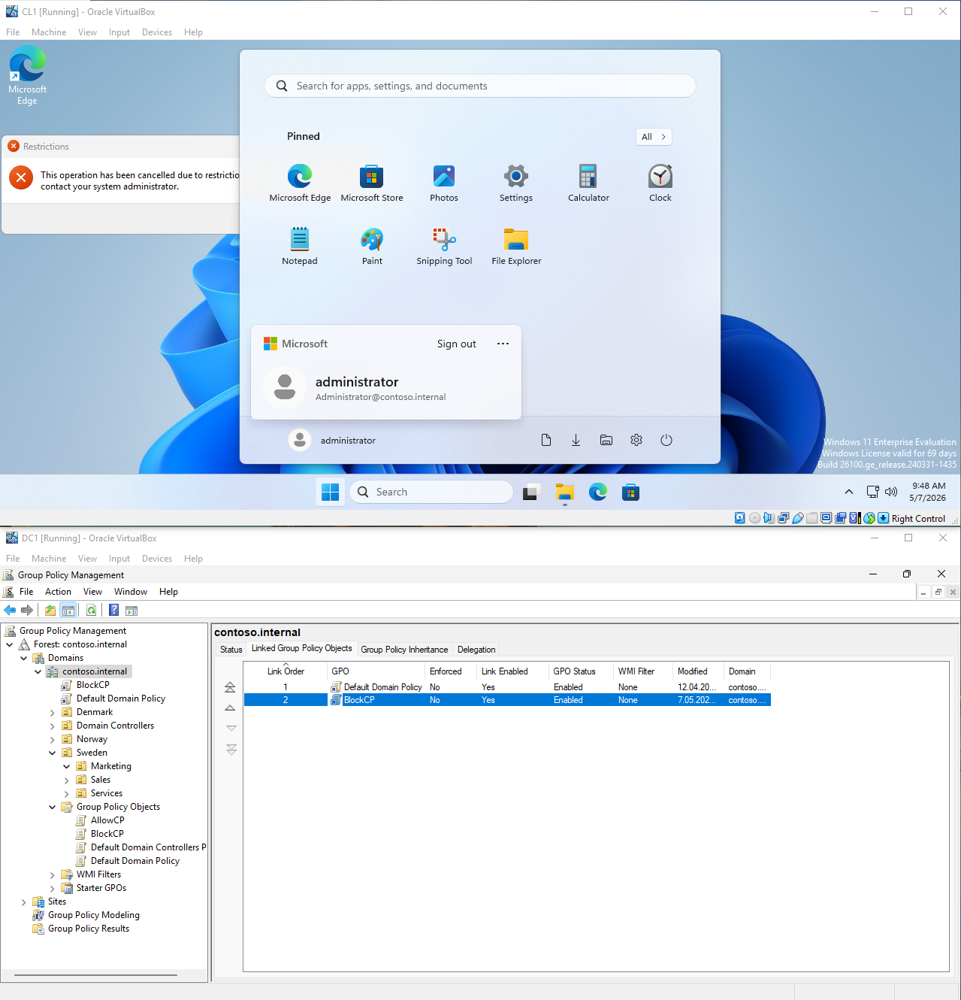 CL1 [Running] - Oracle VirtualBox
File Machine View Input Devices Help
Microsoft
Edge
Restrictions
This operation has been cancelled due to restrictio
contact your system administrator.
Search for apps, settings, and documents
Pinned
All
Microsoft Edge Microsoft Store Photos Settings Calculator Clock
Notepad Paint Snipping Tool File Explorer
Microsoft Sign out ...
administrator
Administrator@contoso.internal
administrator
Windows 11 Enterprise Evaluation
Windows License valid for 69 days
Build 26100.ge_release.240331-1435
Search
9:48 AM
5/7/2026
Right Control
DC1 [Running] - Oracle VirtualBox
File Machine View Input Devices Help
Group Policy Management
File Action View Window Help
Group Policy Management
Forest: contoso.internal
Domains
contoso.internal
BlockCP
Default Domain Policy
Denmark
Domain Controllers
Norway
Sweden
Marketing
Sales
Services
Group Policy Objects
AllowCP
BlockCP
Default Domain Controllers P
Default Domain Policy
WMI Filters
Starter GPOs
Sites
Group Policy Modeling
Group Policy Results
contoso.internal
Status Linked Group Policy Objects Group Policy Inheritance Delegation
Link Order GPO Enforced Link Enabled GPO Status WMI Filter Modified Domain
1 Default Domain Policy No Yes Enabled None 12.04.20... contoso....
2 BlockCP No Yes Enabled None 7.05.202... contoso....